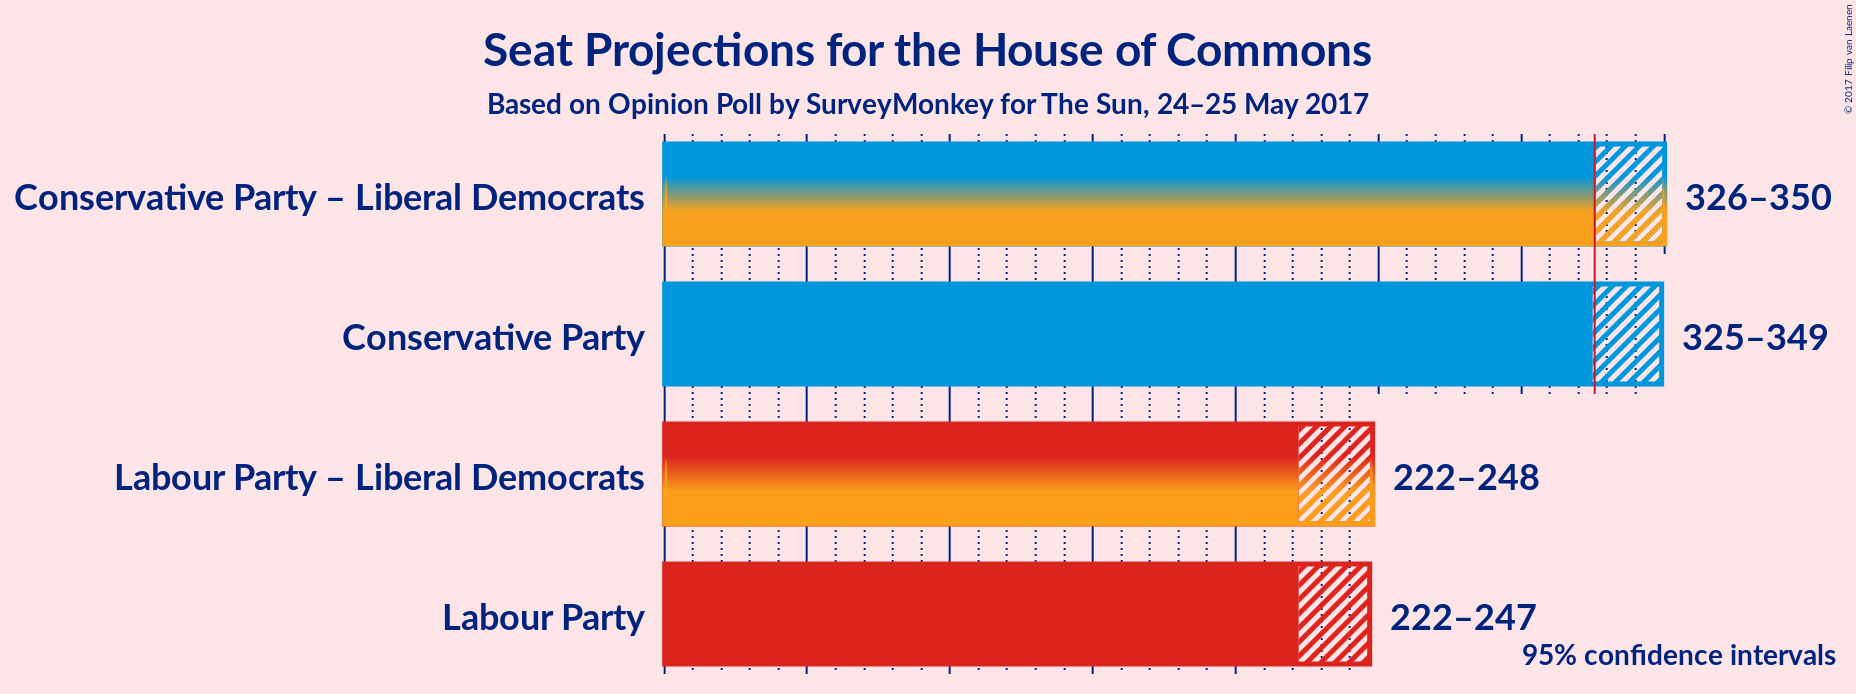 Seat Projections for the House of Commons
Based on Opinion Poll by SurveyMonkey for The Sun, 24–25 May 2017
© 2017 Filip van Laenen
Conservative Party – Liberal Democrats 326–350
Conservative Party 325–349
Labour Party – Liberal Democrats 222–248
Labour Party 222–247
95% confidence intervals